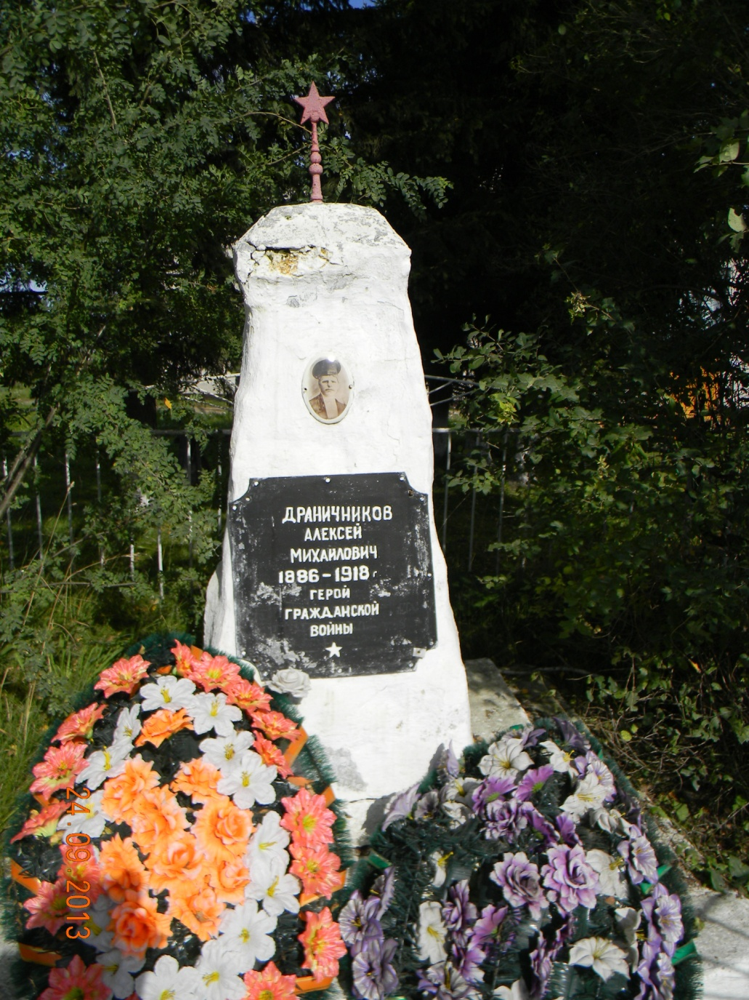 ДРАНИЧНИКОВ
АЛЕКСЕЙ
МИХАЙЛОВИЧ
1886-1918г
ГЕРОЙ
ГРАЖДАНСКОЙ
ВОЙНЫ
24.09.2013